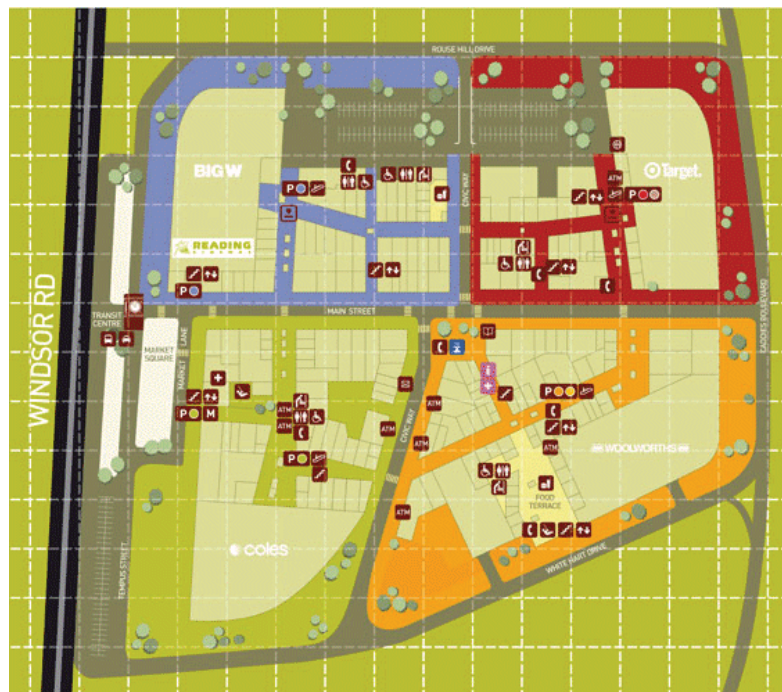 ROUSE HILL DRIVE
BIG W
Target.
ATM
P
P
CIVIC WAY
READING
CINEMAS
P
WINDSOR RD
TRANSIT
CENTRE
MAIN STREET
CADDIES BOULEVARD
MARKET
SQUARE
MARKET LANE
P M
ATM
ATM
P
CIVIC WAY
ATM
ATM
ATM
P
ATM
WOOLWORTHS
FOOD
TERRACE
ATM
coles
TEMPUS STREET
WHITE HART DRIVE